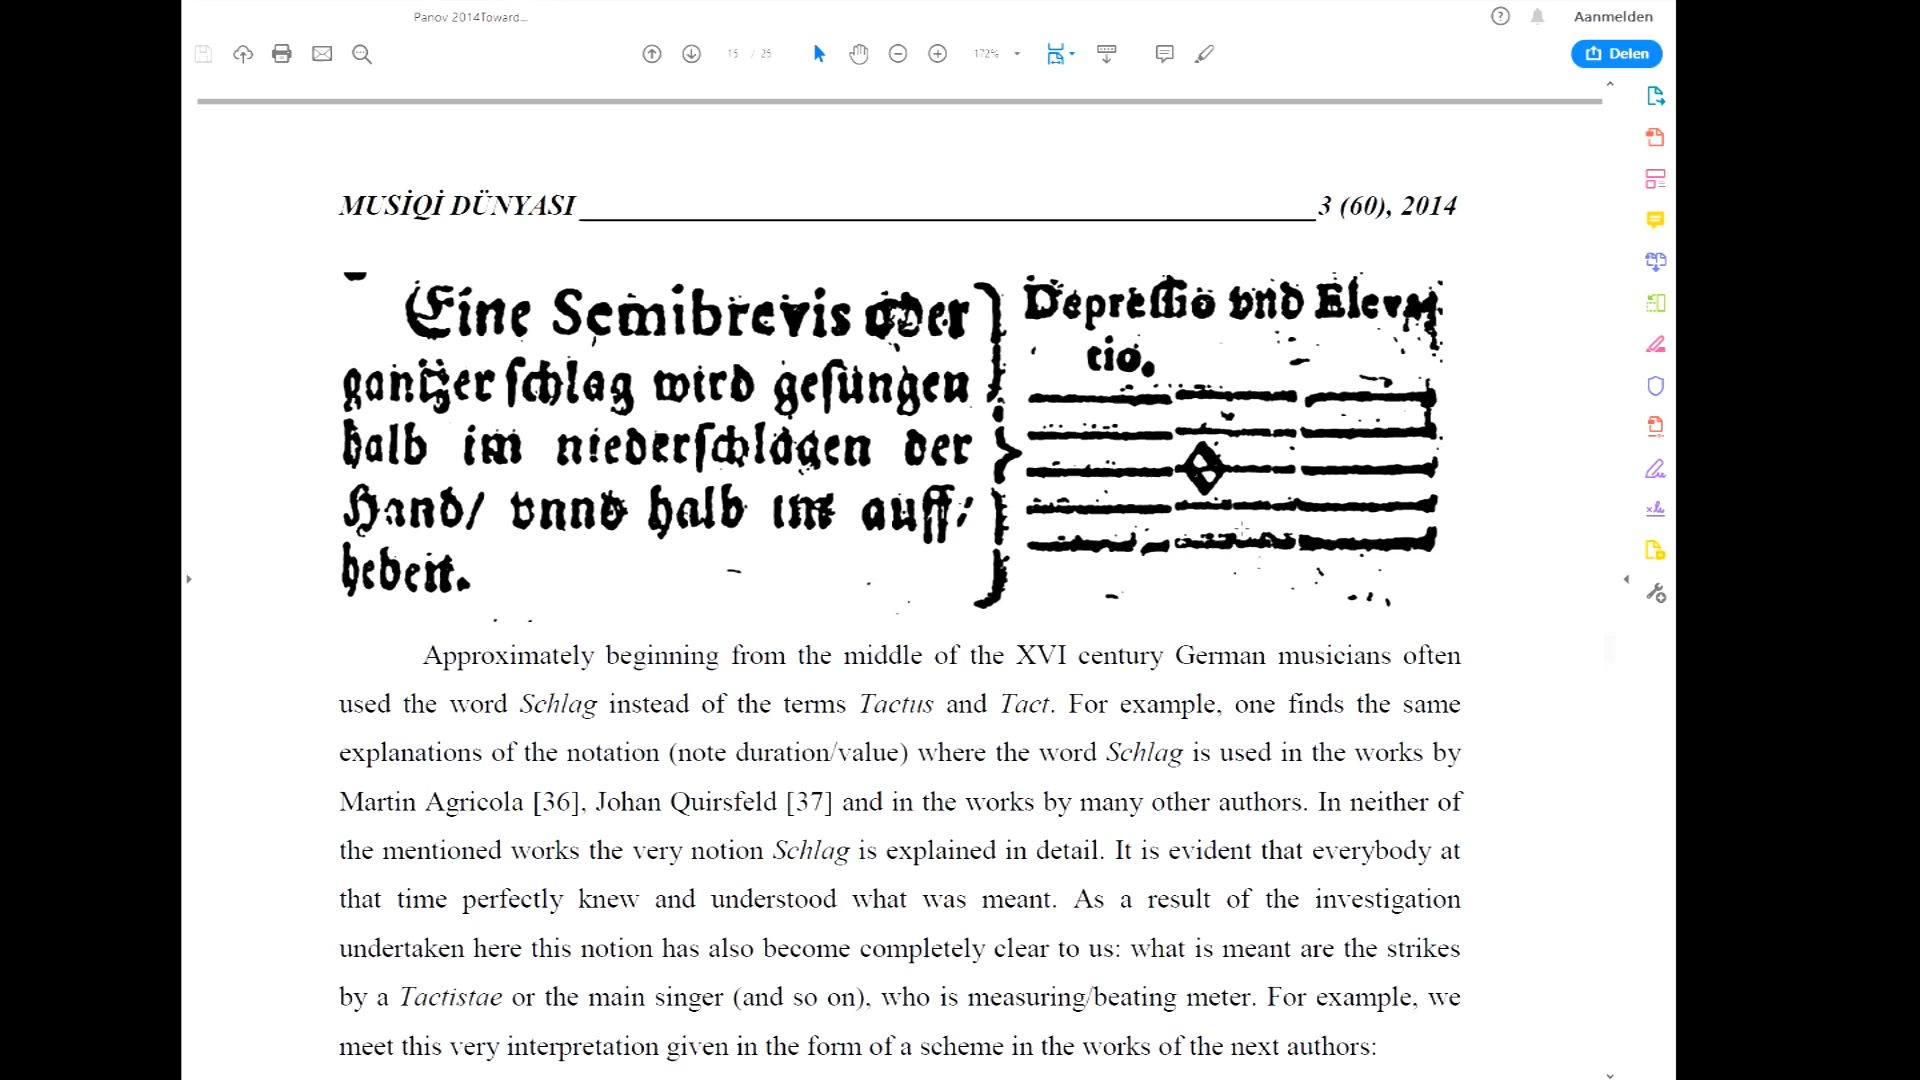 Panov 2014Toward...
Aanmelden
15 / 25
172%
Delen
MUSİQİ DÜNYASI 3 (60), 2014
Eine Semibrevis oder
gantzer schlag wird gesungen
halb im niederschlagen der
Hand/ vnnd halb im auff-
heben.
Depressio vnd Eleva-
tio.
Approximately beginning from the middle of the XVI century German musicians often
used the word Schlag instead of the terms Tactus and Tact. For example, one finds the same
explanations of the notation (note duration/value) where the word Schlag is used in the works by
Martin Agricola [36], Johan Quirsfeld [37] and in the works by many other authors. In neither of
the mentioned works the very notion Schlag is explained in detail. It is evident that everybody at
that time perfectly knew and understood what was meant. As a result of the investigation
undertaken here this notion has also become completely clear to us: what is meant are the strikes
by a Tactistae or the main singer (and so on), who is measuring/beating meter. For example, we
meet this very interpretation given in the form of a scheme in the works of the next authors: